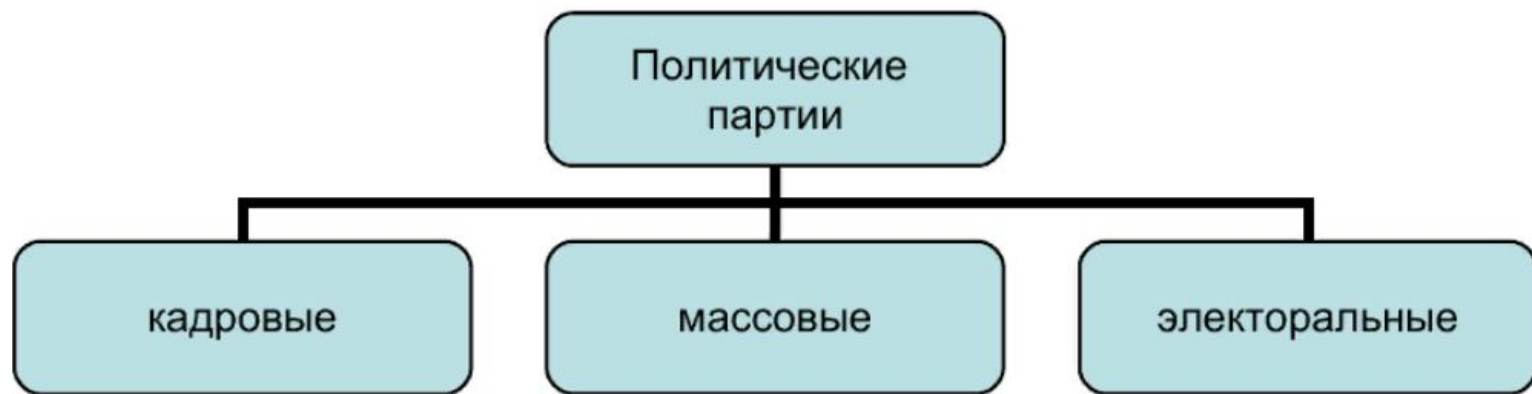 Политические
партии
кадровые
массовые
электоральные